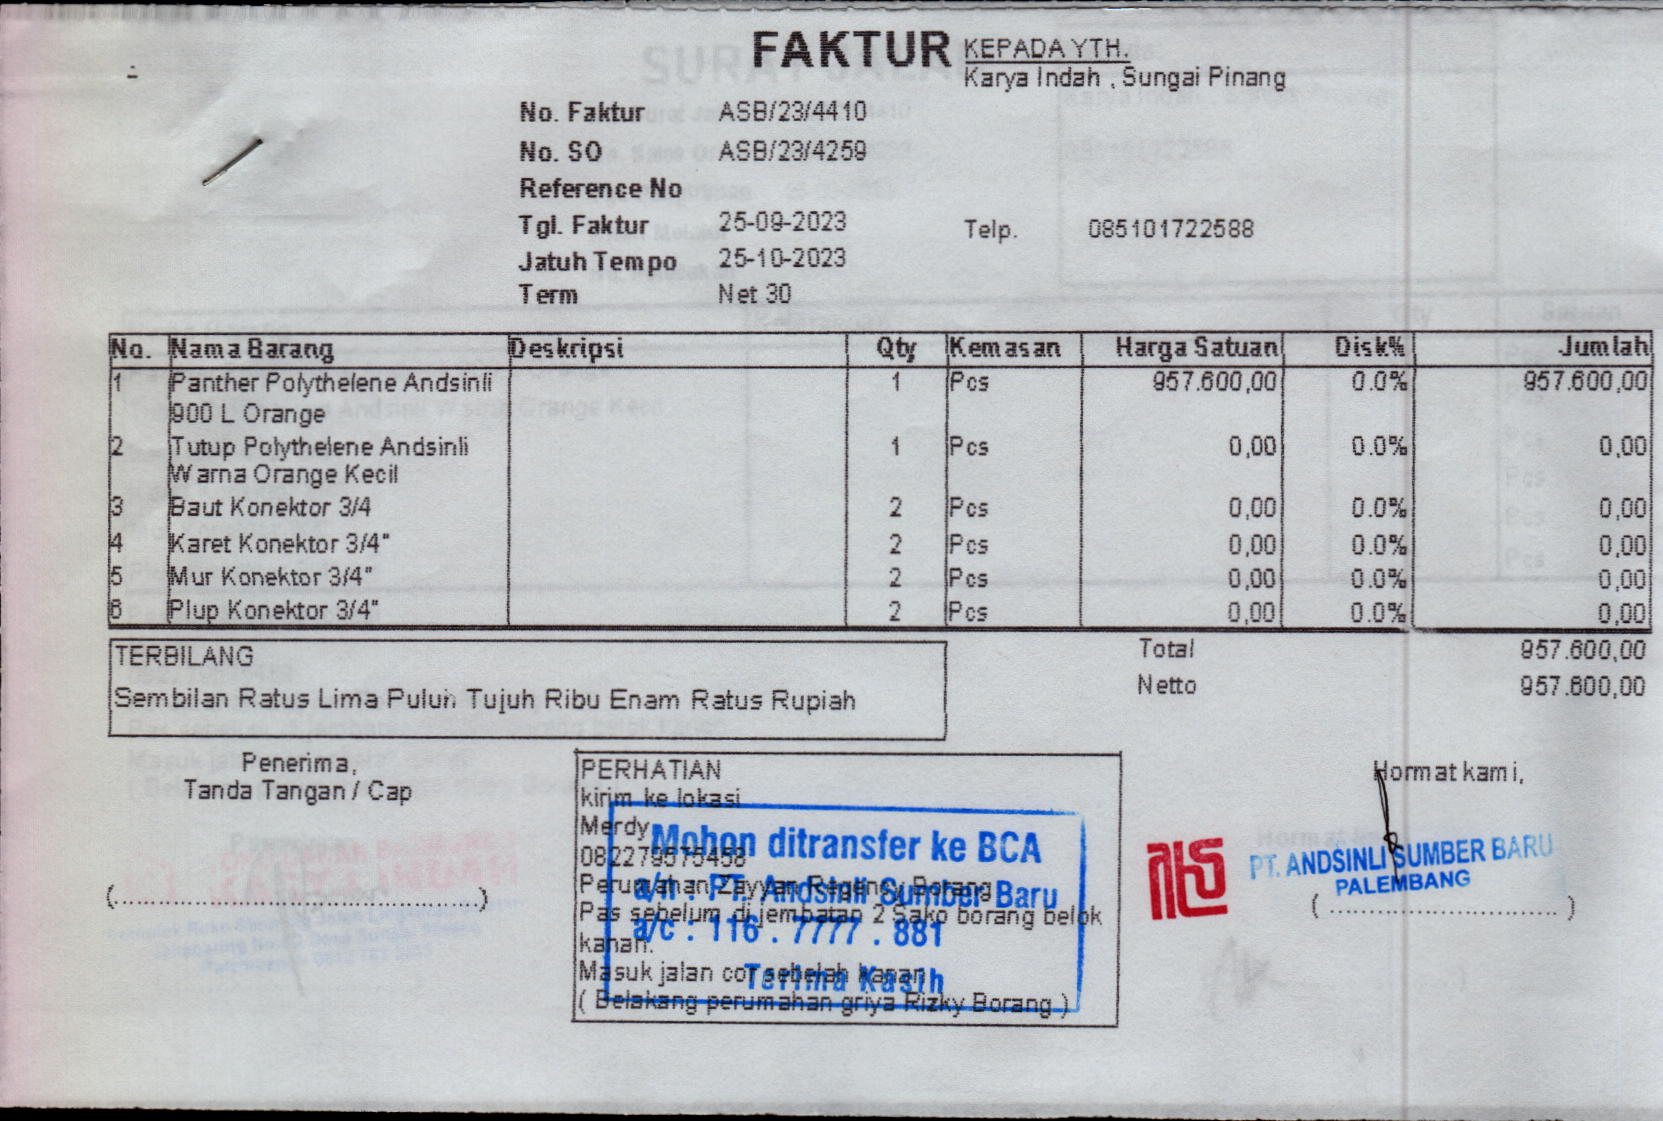 FAKTUR
KEPADA YTH.
Karya Indah , Sungai Pinang
No. Faktur ASB/23/4410
No. SO ASB/23/4259
Reference No
Tgl. Faktur 25-09-2023
Telp. 085101722588
Jatuh Tempo 25-10-2023
Term Net 30
No. Nama Barang Deskripsi Qty Kemasan Harga Satuan Disk% Jumlah
1 Panther Polythelene Andsinli 1 Pcs 957.600,00 0.0% 957.600,00
900 L Orange
2 Tutup Polythelene Andsinli 1 Pcs 0,00 0.0% 0,00
Warna Orange Kecil
3 Baut Konektor 3/4 2 Pcs 0,00 0.0% 0,00
4 Karet Konektor 3/4" 2 Pcs 0,00 0.0% 0,00
5 Mur Konektor 3/4" 2 Pcs 0,00 0.0% 0,00
6 Plup Konektor 3/4" 2 Pcs 0,00 0.0% 0,00
TERBILANG
Sembilan Ratus Lima Puluh Tujuh Ribu Enam Ratus Rupiah
Total 957.600,00
Netto 957.600,00
Penerima,
Tanda Tangan / Cap
(............................................................)
PERHATIAN
kirim ke lokasi
Merdy
082279575458
Perumahan Zayyan Regency Borang
Pas sebelum di jembatan 2 Sako borang belok
kanan.
Masuk jalan cor sebelah kanan
( Belakang perumahan griya Rizky Borang )
Mohon ditransfer ke BCA
a/n : PT. Andsinli Sumber Baru
a/c : 116 . 7777 . 881
Terima Kasih
Hormat kami,
PT. ANDSINLI SUMBER BARU
PALEMBANG
( .................................... )